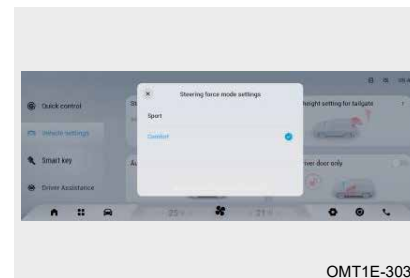 Steering force mode settings
Quick control
Sport
height setting for tailgate
Vehicle settings
Comfort
Smart key
iver door only
Driver Assistance
OMT1E-303